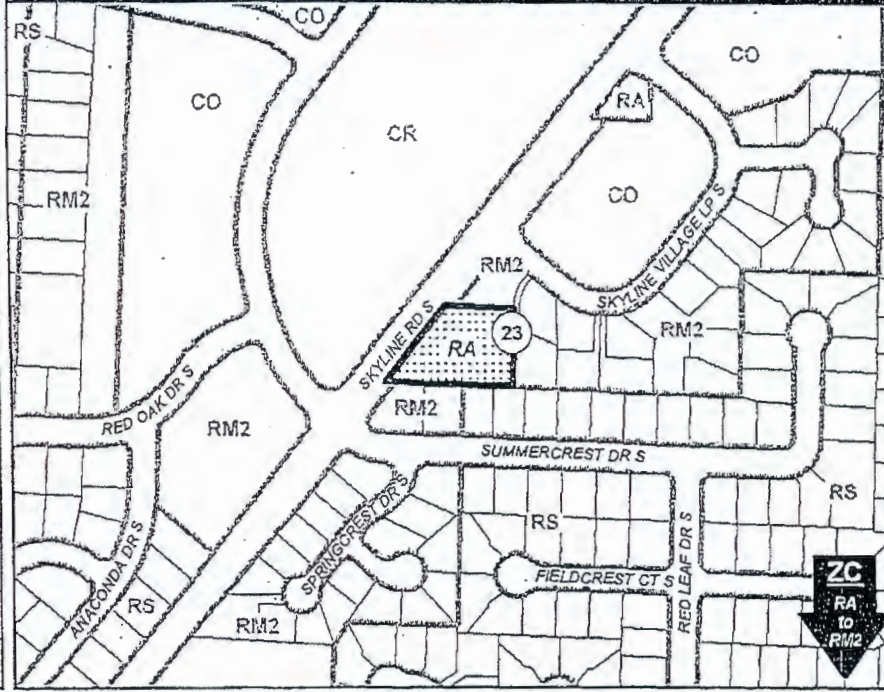 CO
RS
CO
CO
CR
RA
CO
RM2
RM2
SKYLINE VILLAGE LP S
SKYLINE RD S
23
RM2
RA
RED OAK DR S
RM2
RM2
SUMMERCREST DR S
SPRINGCREST DR S
RS
RS
ANACONDA DR S
FIELDCREST CT S
RED LEAF DR S
RS
RM2
ZC
RA
to
RM2